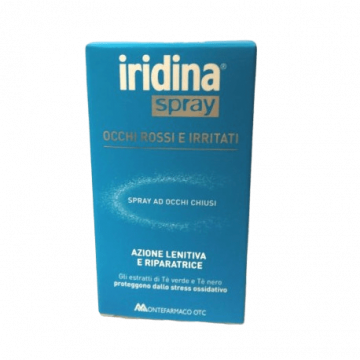 iridina®
spray
OCCHI ROSSI E IRRITATI
SPRAY AD OCCHI CHIUSI
AZIONE LENITIVA
E RIPARATRICE
Gli estratti di Tè verde e Tè nero
proteggono dallo stress ossidativo
MONTEFARMACO OTC